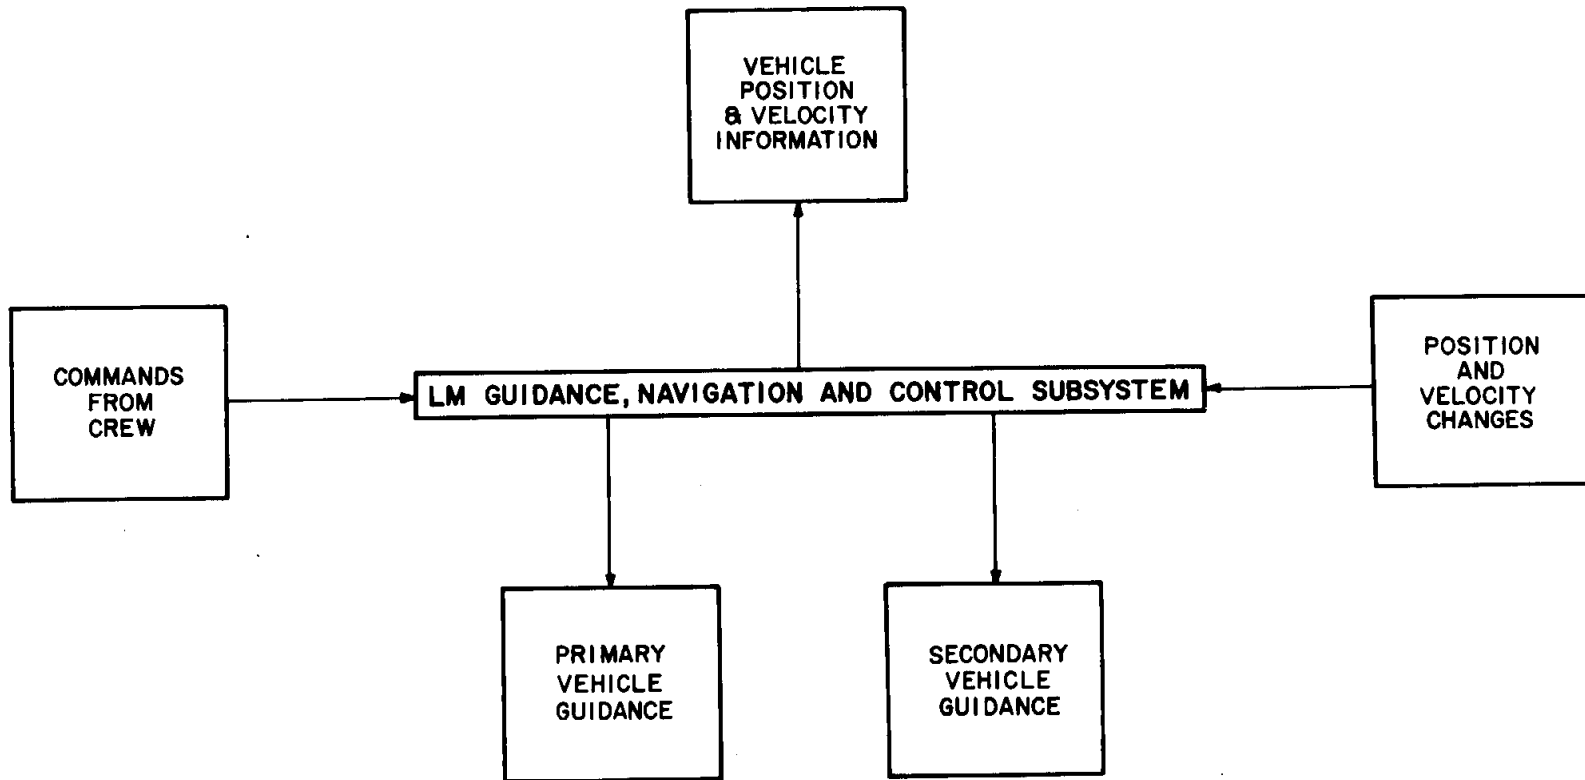 VEHICLE
POSITION
& VELOCITY
INFORMATION
COMMANDS
FROM
CREW
LM GUIDANCE, NAVIGATION AND CONTROL SUBSYSTEM
POSITION
AND
VELOCITY
CHANGES
PRIMARY
VEHICLE
GUIDANCE
SECONDARY
VEHICLE
GUIDANCE